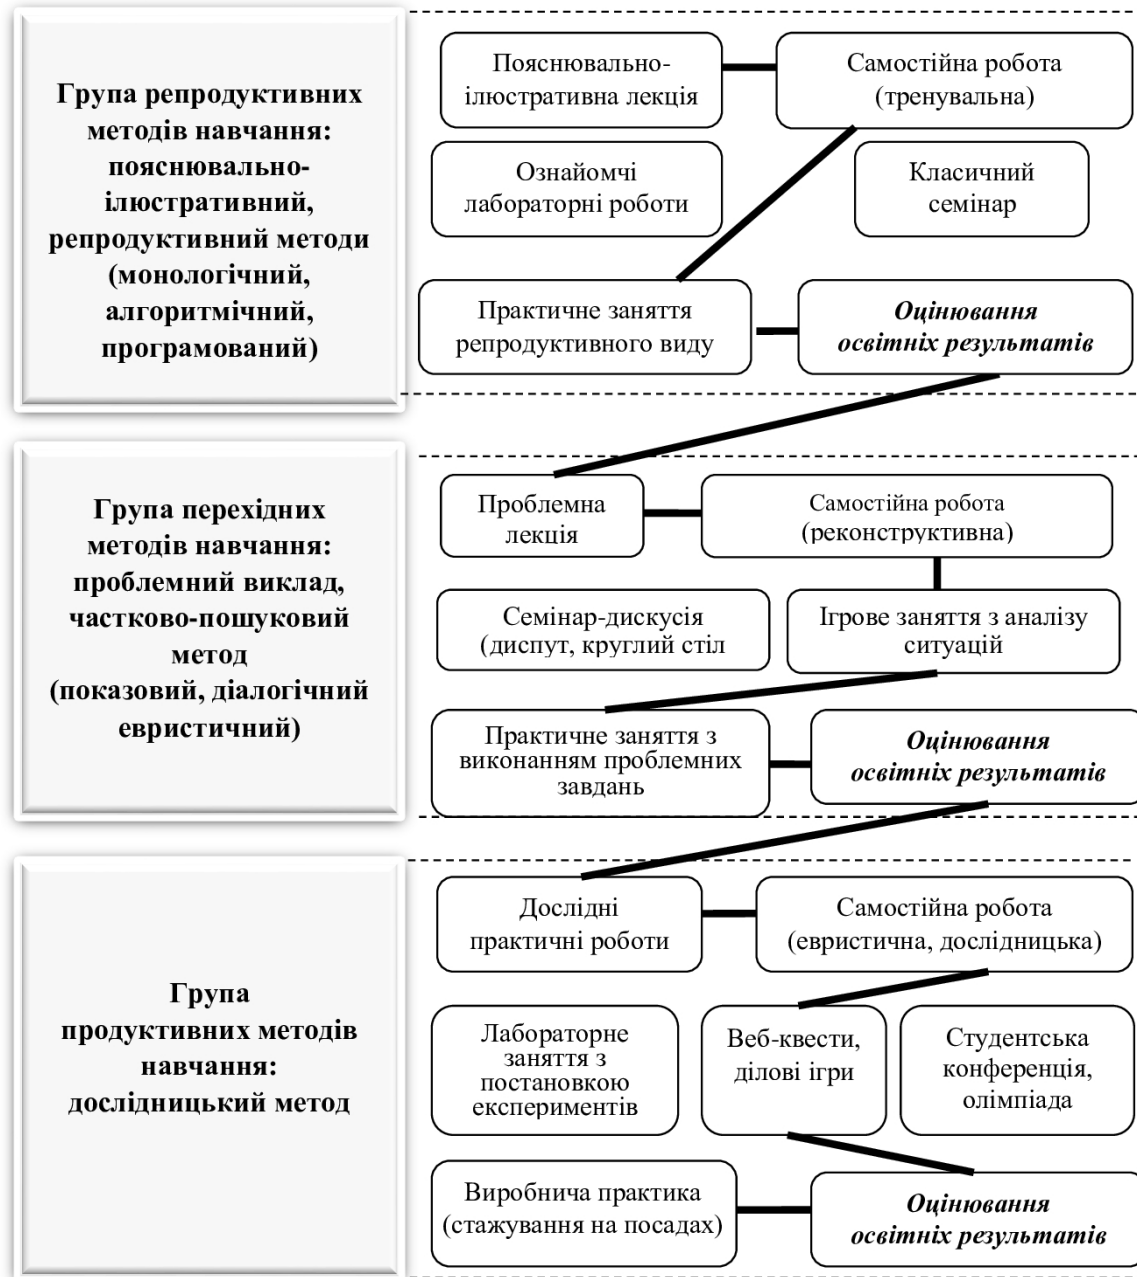 Група репродуктивних
методів навчання:
пояснювально-
ілюстративний,
репродуктивний методи
(монологічний,
алгоритмічний,
програмований)
Пояснювально-
ілюстративна лекція
Самостійна робота
(тренувальна)
Ознайомчі
лабораторні роботи
Класичний
семінар
Практичне заняття
репродуктивного виду
Оцінювання
освітніх результатів
Група перехідних
методів навчання:
проблемний виклад,
частково-пошуковий
метод
(показовий, діалогічний
евристичний)
Проблемна
лекція
Самостійна робота
(реконструктивна)
Семінар-дискусія
(диспут, круглий стіл
Ігрове заняття з аналізу
ситуацій
Практичне заняття з
виконанням проблемних
завдань
Оцінювання
освітніх результатів
Група
продуктивних методів
навчання:
дослідницький метод
Дослідні
практичні роботи
Самостійна робота
(евристична, дослідницька)
Лабораторне
заняття з
постановкою
експериментів
Веб-квести,
ділові ігри
Студентська
конференція,
олімпіада
Виробнича практика
(стажування на посадах)
Оцінювання
освітніх результатів